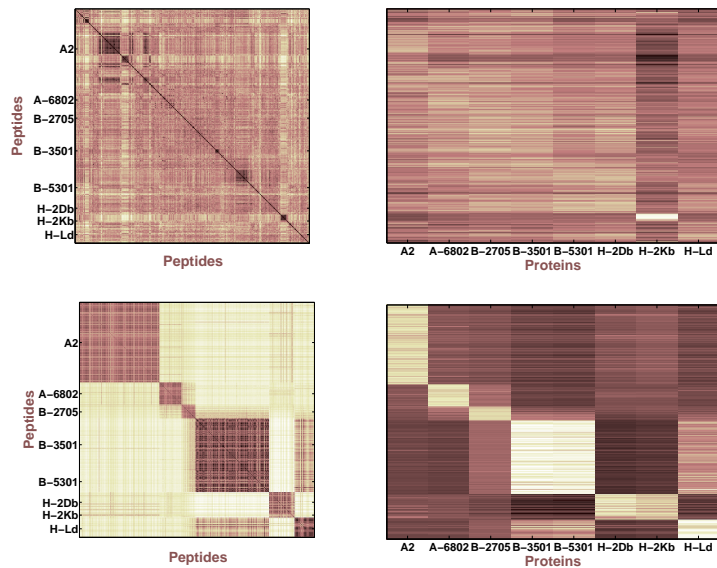 Peptides
A2
A−6802
B−2705
B−3501
B−5301
H−2Db
H−2Kb
H−Ld
Peptides
A2 A−6802 B−2705 B−3501 B−5301 H−2Db H−2Kb H−Ld
Proteins
Peptides
A2
A−6802
B−2705
B−3501
B−5301
H−2Db
H−2Kb
H−Ld
Peptides
A2 A−6802 B−2705 B−3501 B−5301 H−2Db H−2Kb H−Ld
Proteins